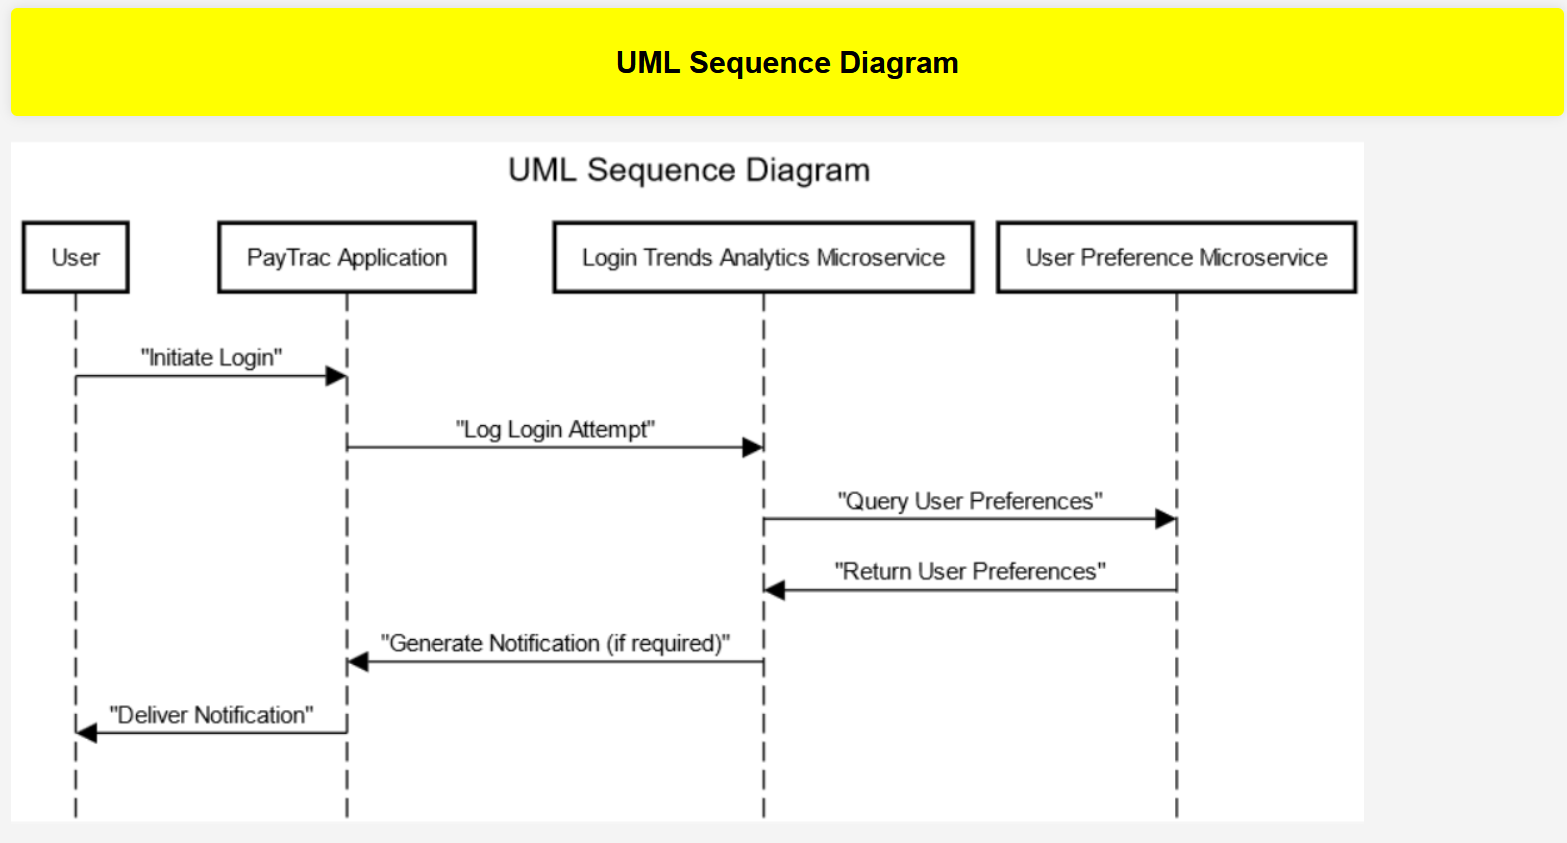 UML Sequence Diagram
UML Sequence Diagram
User
PayTrac Application
Login Trends Analytics Microservice
User Preference Microservice
"Initiate Login"
"Log Login Attempt"
"Query User Preferences"
"Return User Preferences"
"Generate Notification (if required)"
"Deliver Notification"